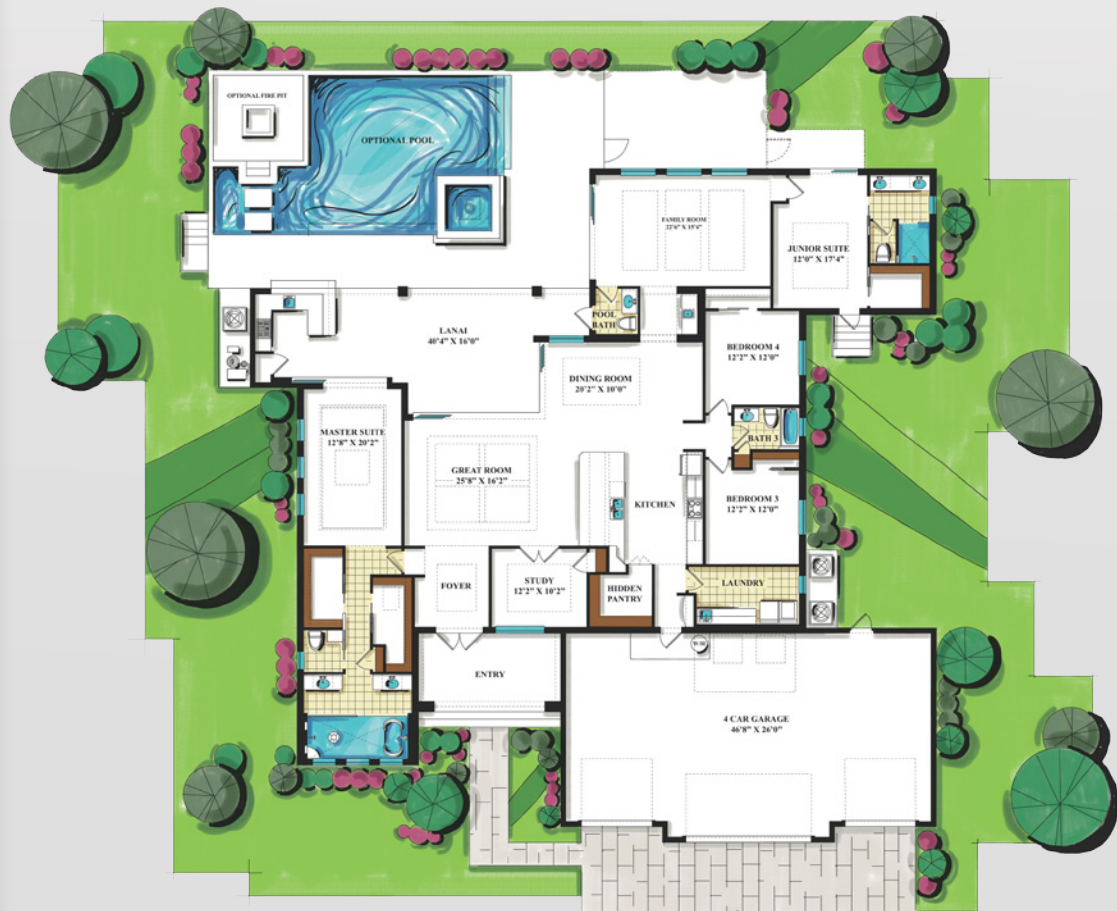 OPTIONAL FIRE PIT
OPTIONAL POOL
FAMILY ROOM
22'6" X 15'4"
JUNIOR SUITE
12'0" X 17'4"
POOL
BATH
LANAI
40'4" X 16'0"
BEDROOM 4
12'2" X 12'0"
DINING ROOM
20'2" X 10'0"
MASTER SUITE
12'8" X 20'2"
BATH 3
GREAT ROOM
25'8" X 16'2"
KITCHEN
BEDROOM 3
12'2" X 12'0"
FOYER
STUDY
12'2" X 10'2"
HIDDEN
PANTRY
LAUNDRY
ENTRY
4 CAR GARAGE
46'8" X 26'0"